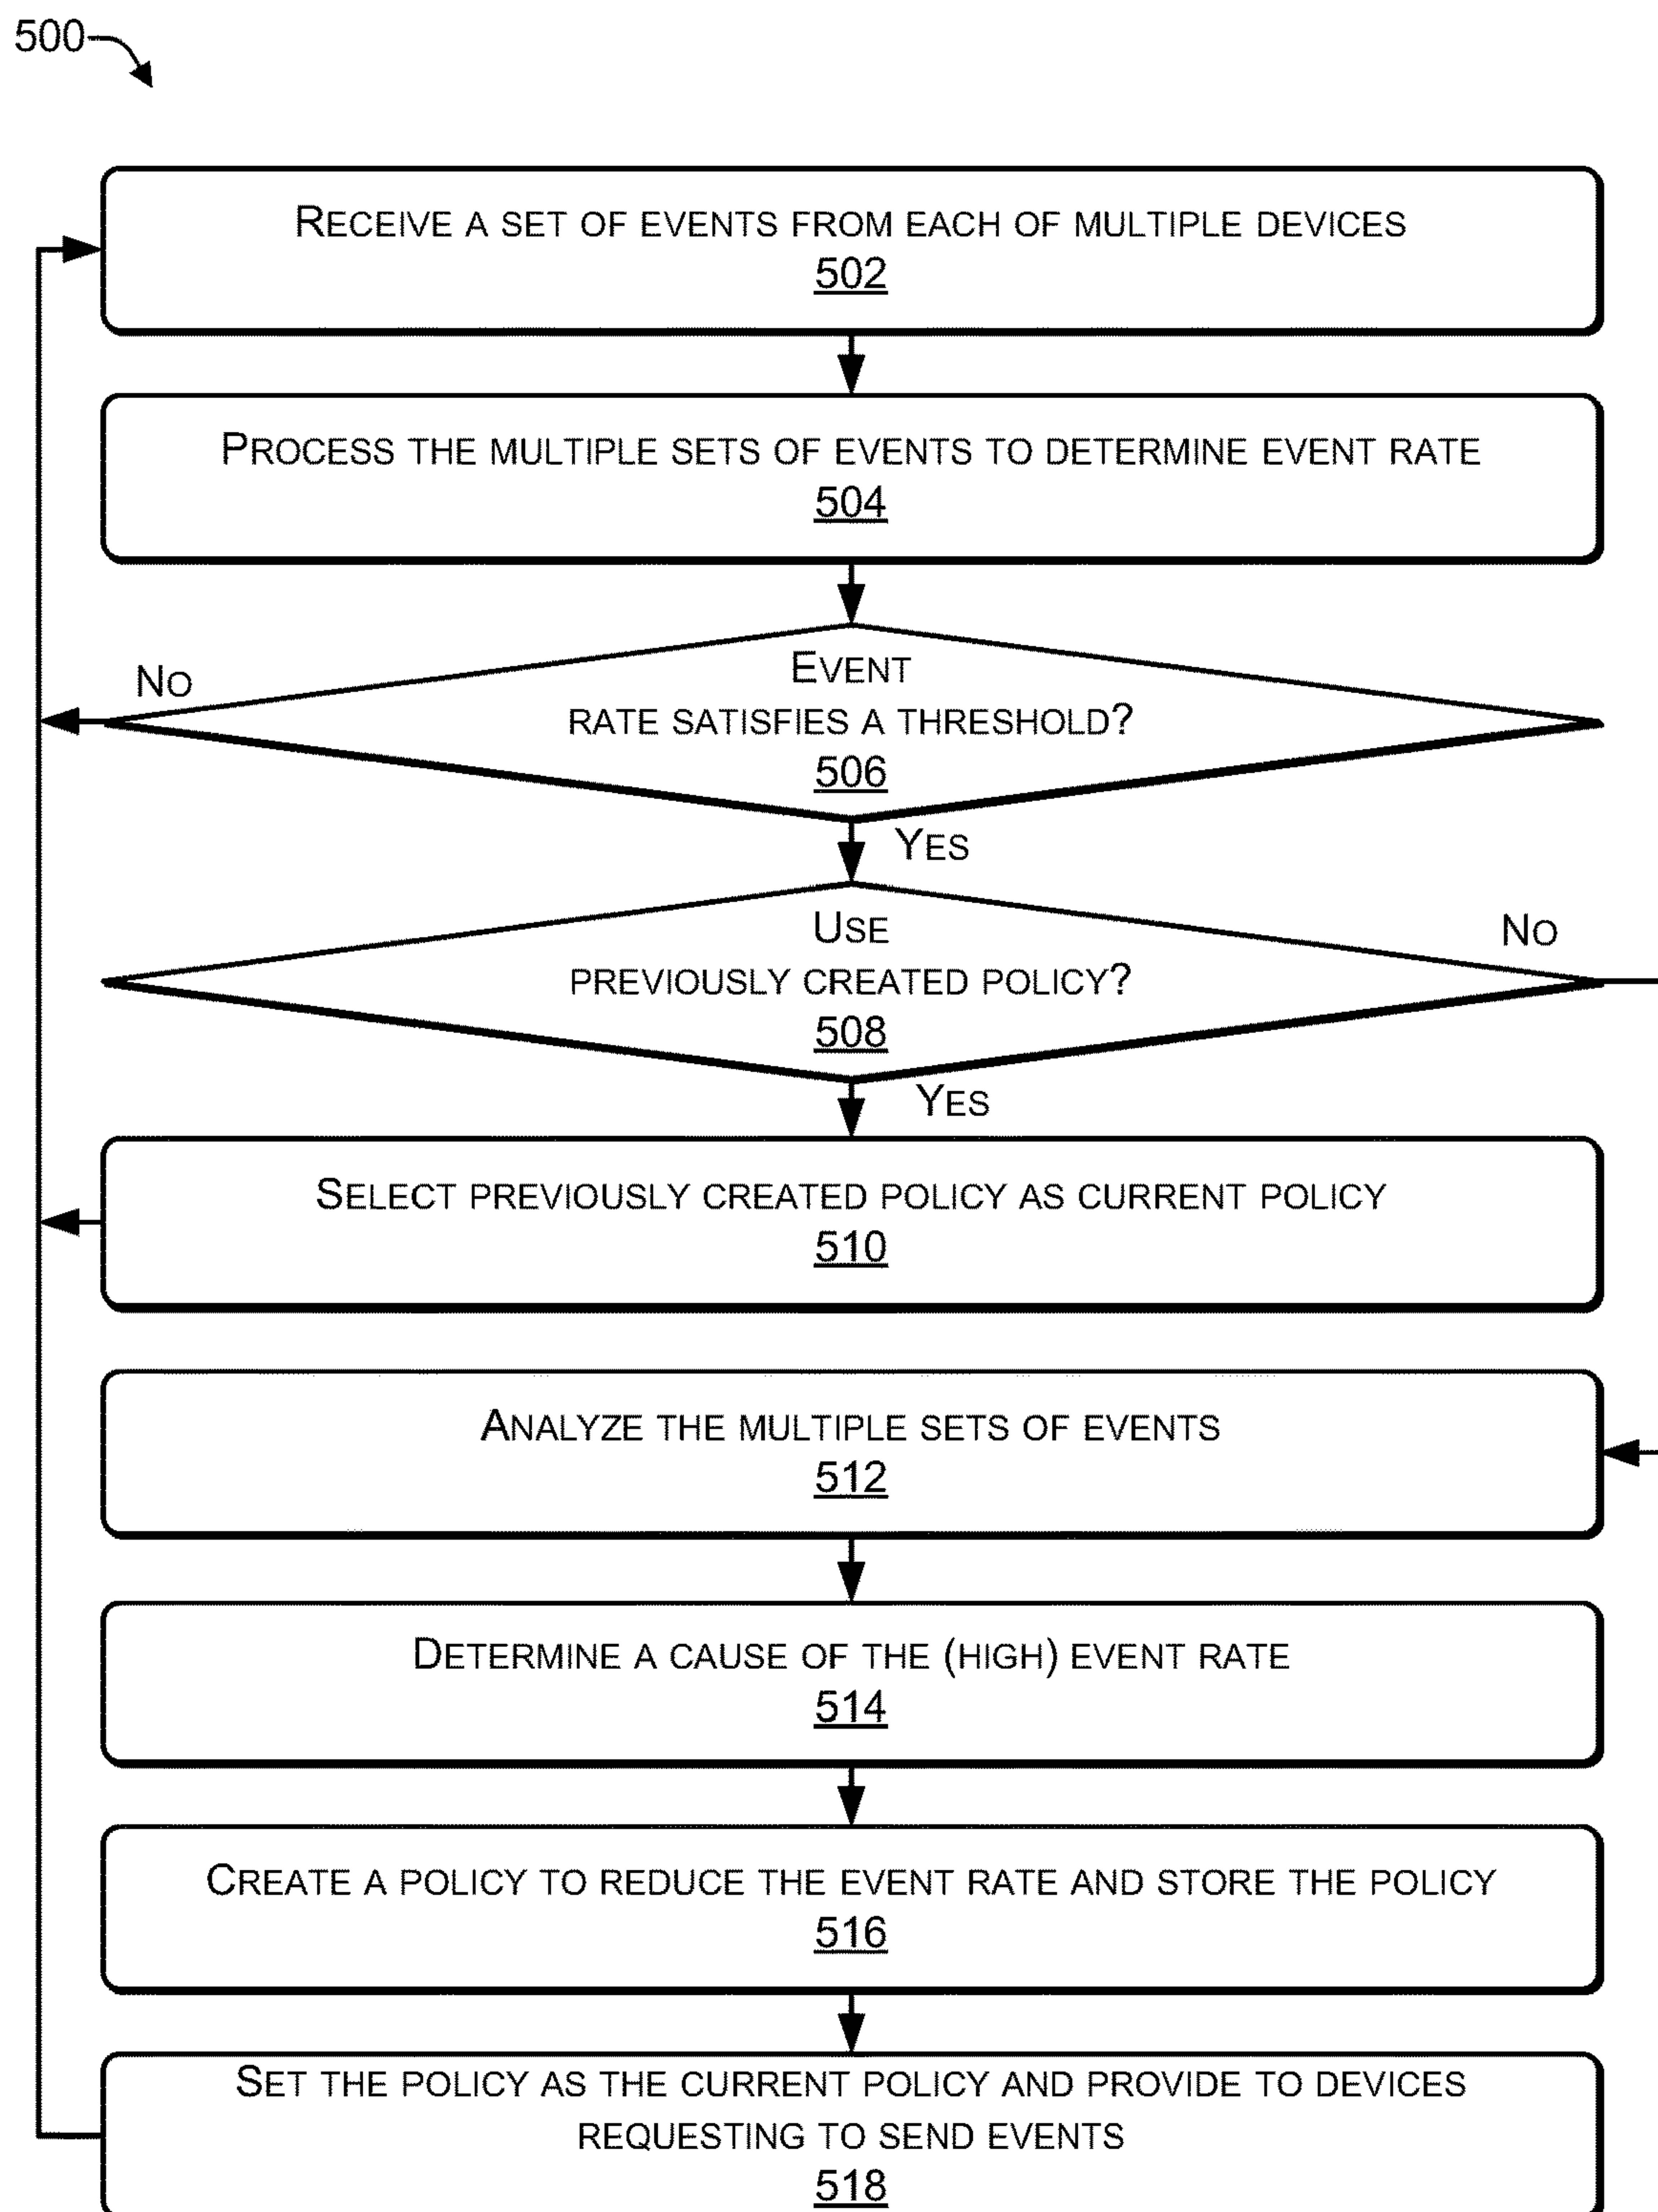 500
RECEIVE A SET OF EVENTS FROM EACH OF MULTIPLE DEVICES
502
PROCESS THE MULTIPLE SETS OF EVENTS TO DETERMINE EVENT RATE
504
EVENT
RATE SATISFIES A THRESHOLD?
506
NO
YES
USE
PREVIOUSLY CREATED POLICY?
508
NO
YES
SELECT PREVIOUSLY CREATED POLICY AS CURRENT POLICY
510
ANALYZE THE MULTIPLE SETS OF EVENTS
512
DETERMINE A CAUSE OF THE (HIGH) EVENT RATE
514
CREATE A POLICY TO REDUCE THE EVENT RATE AND STORE THE POLICY
516
SET THE POLICY AS THE CURRENT POLICY AND PROVIDE TO DEVICES
REQUESTING TO SEND EVENTS
518